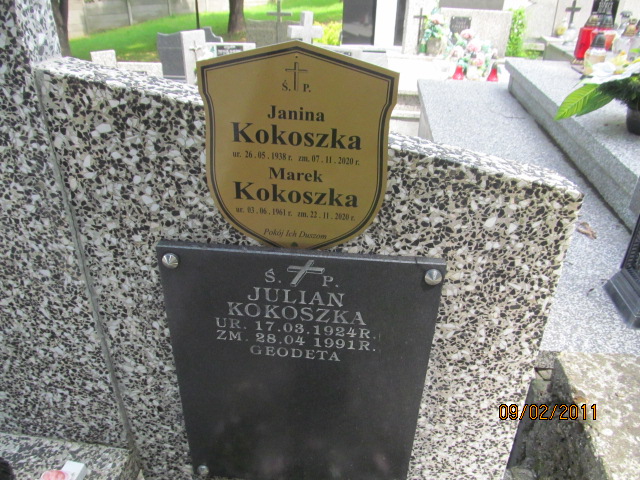 Ś. P.
Janina
Kokoszka
ur. 26.05.1938 r. zm. 07.11.2020 r.
Marek
Kokoszka
ur. 03.06.1961 r. zm. 22.11.2020 r.
Pokój Ich Duszom
Ś. P.
JULIAN
KOKOSZKA
UR. 17.03.1924R.
ZM. 28.04 1991R.
GEODETA
09/02/2011